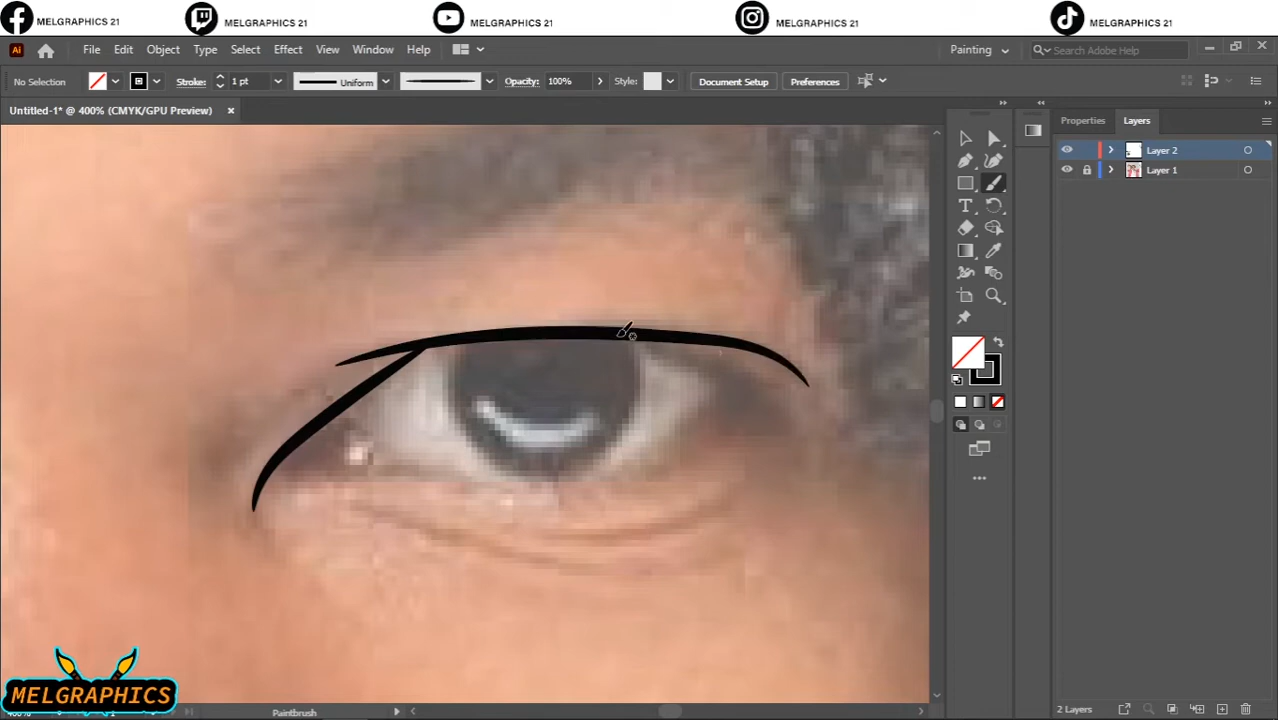 MELGRAPHICS 21 MELGRAPHICS 21 MELGRAPHICS 21 MELGRAPHICS 21 MELGRAPHICS 21
Ai File Edit Object Type Select Effect View Window Help Painting Search Adobe Help
No Selection Stroke: 1 pt Uniform Opacity: 100% Style: Document Setup Preferences
Untitled-1* @ 400% (CMYK/GPU Preview)
Properties Layers
Layer 2
Layer 1
MELGRAPHICS
Paintbrush
2 Layers